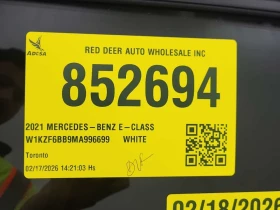 ADESA
RED DEER AUTO WHOLESALE INC
852694
2021 MERCEDES-BENZ E-CLASS
W1KZF6BB9MA996699 WHITE
Toronto
02/17/2026 14:21:03 Hs
02/18/2026